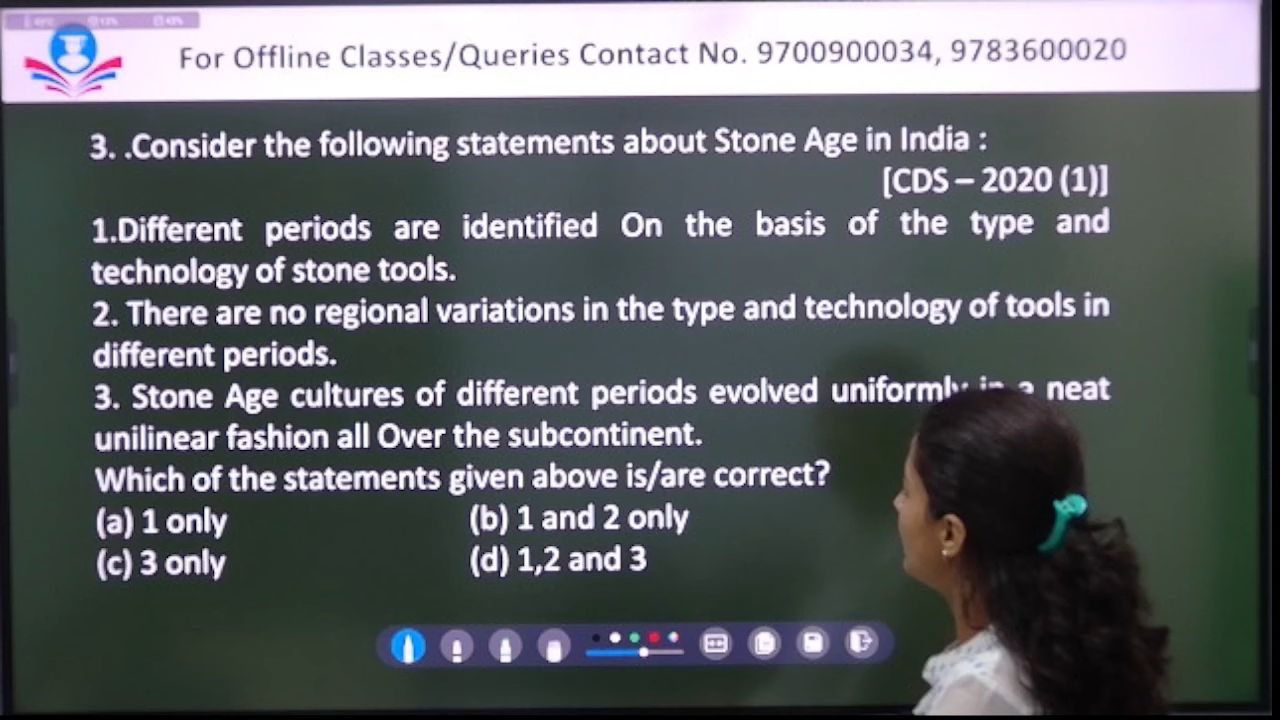 For Offline Classes/Queries Contact No. 9700900034, 9783600020
3. .Consider the following statements about Stone Age in India :
[CDS – 2020 (1)]
1.Different periods are identified On the basis of the type and
technology of stone tools.
2. There are no regional variations in the type and technology of tools in
different periods.
3. Stone Age cultures of different periods evolved uniformly in a neat
unilinear fashion all Over the subcontinent.
Which of the statements given above is/are correct?
(a) 1 only (b) 1 and 2 only
(c) 3 only (d) 1,2 and 3